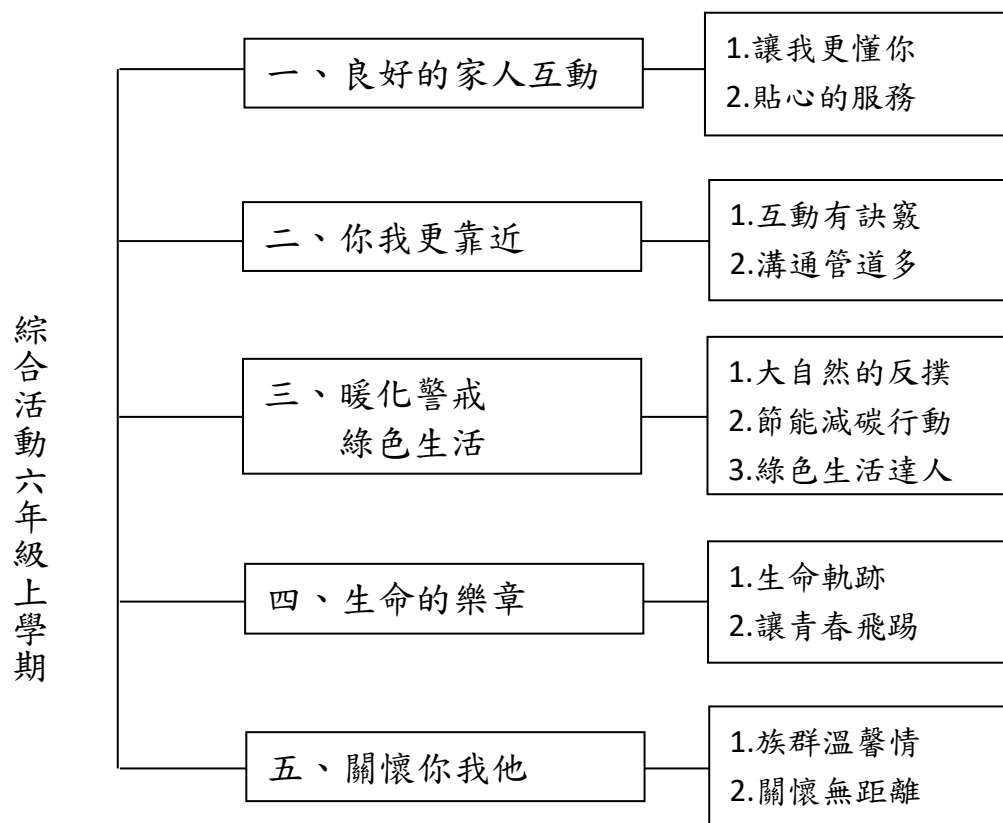 綜合活動六年級上學期
一、良好的家人互動
1.讓我更懂你
2.貼心的服務
二、你我更靠近
1.互動有訣竅
2.溝通管道多
三、暖化警戒
綠色生活
1.大自然的反撲
2.節能減碳行動
3.綠色生活達人
四、生命的樂章
1.生命軌跡
2.讓青春飛踢
五、關懷你我他
1.族群溫馨情
2.關懷無距離